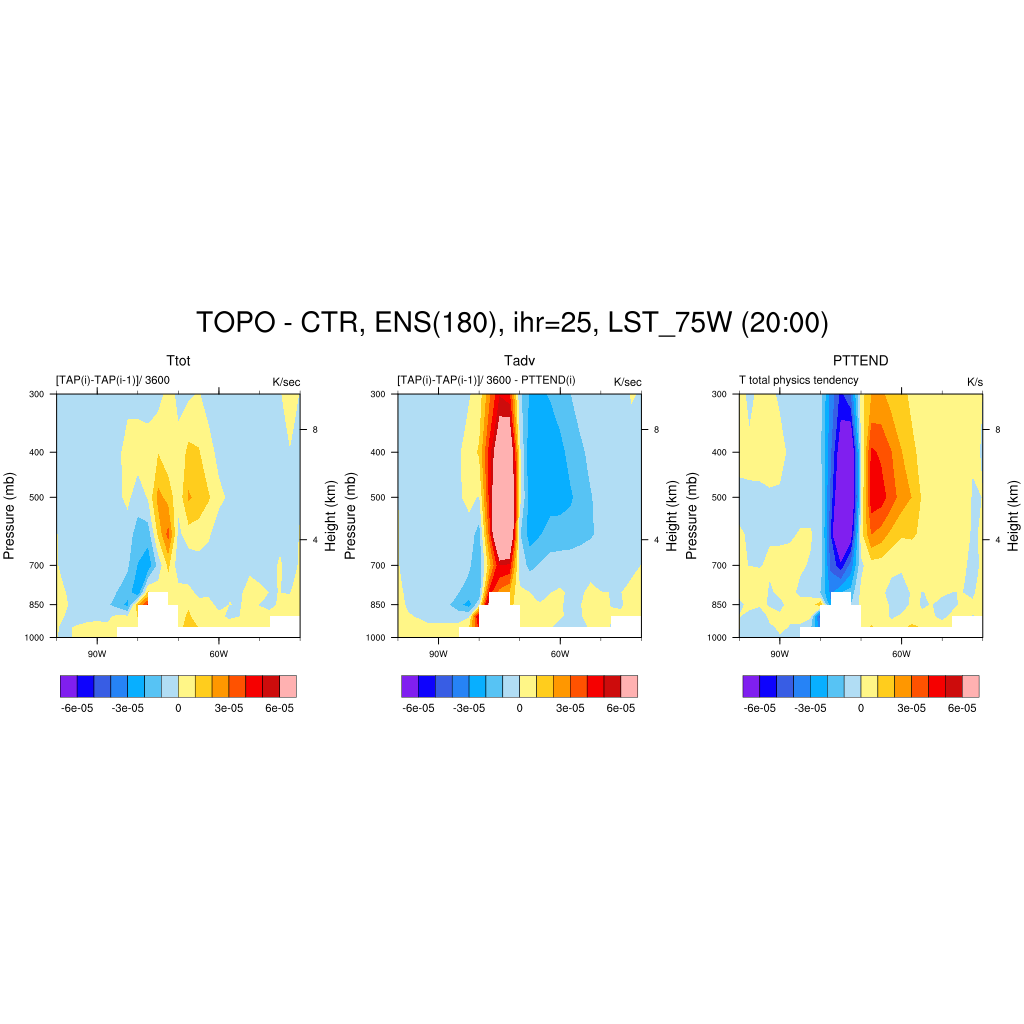 TOPO - CTR, ENS(180), ihr=25, LST_75W (20:00)
Ttot
[TAP(i)-TAP(i-1)]/ 3600 K/sec
Pressure (mb)
300
400
500
700
850
1000
90W 60W
8
4
Height (km)
-6e-05 -3e-05 0 3e-05 6e-05
Tadv
[TAP(i)-TAP(i-1)]/ 3600 - PTTEND(i) K/sec
Pressure (mb)
300
400
500
700
850
1000
90W 60W
8
4
Height (km)
-6e-05 -3e-05 0 3e-05 6e-05
PTTEND
T total physics tendency K/s
Pressure (mb)
300
400
500
700
850
1000
90W 60W
8
4
Height (km)
-6e-05 -3e-05 0 3e-05 6e-05